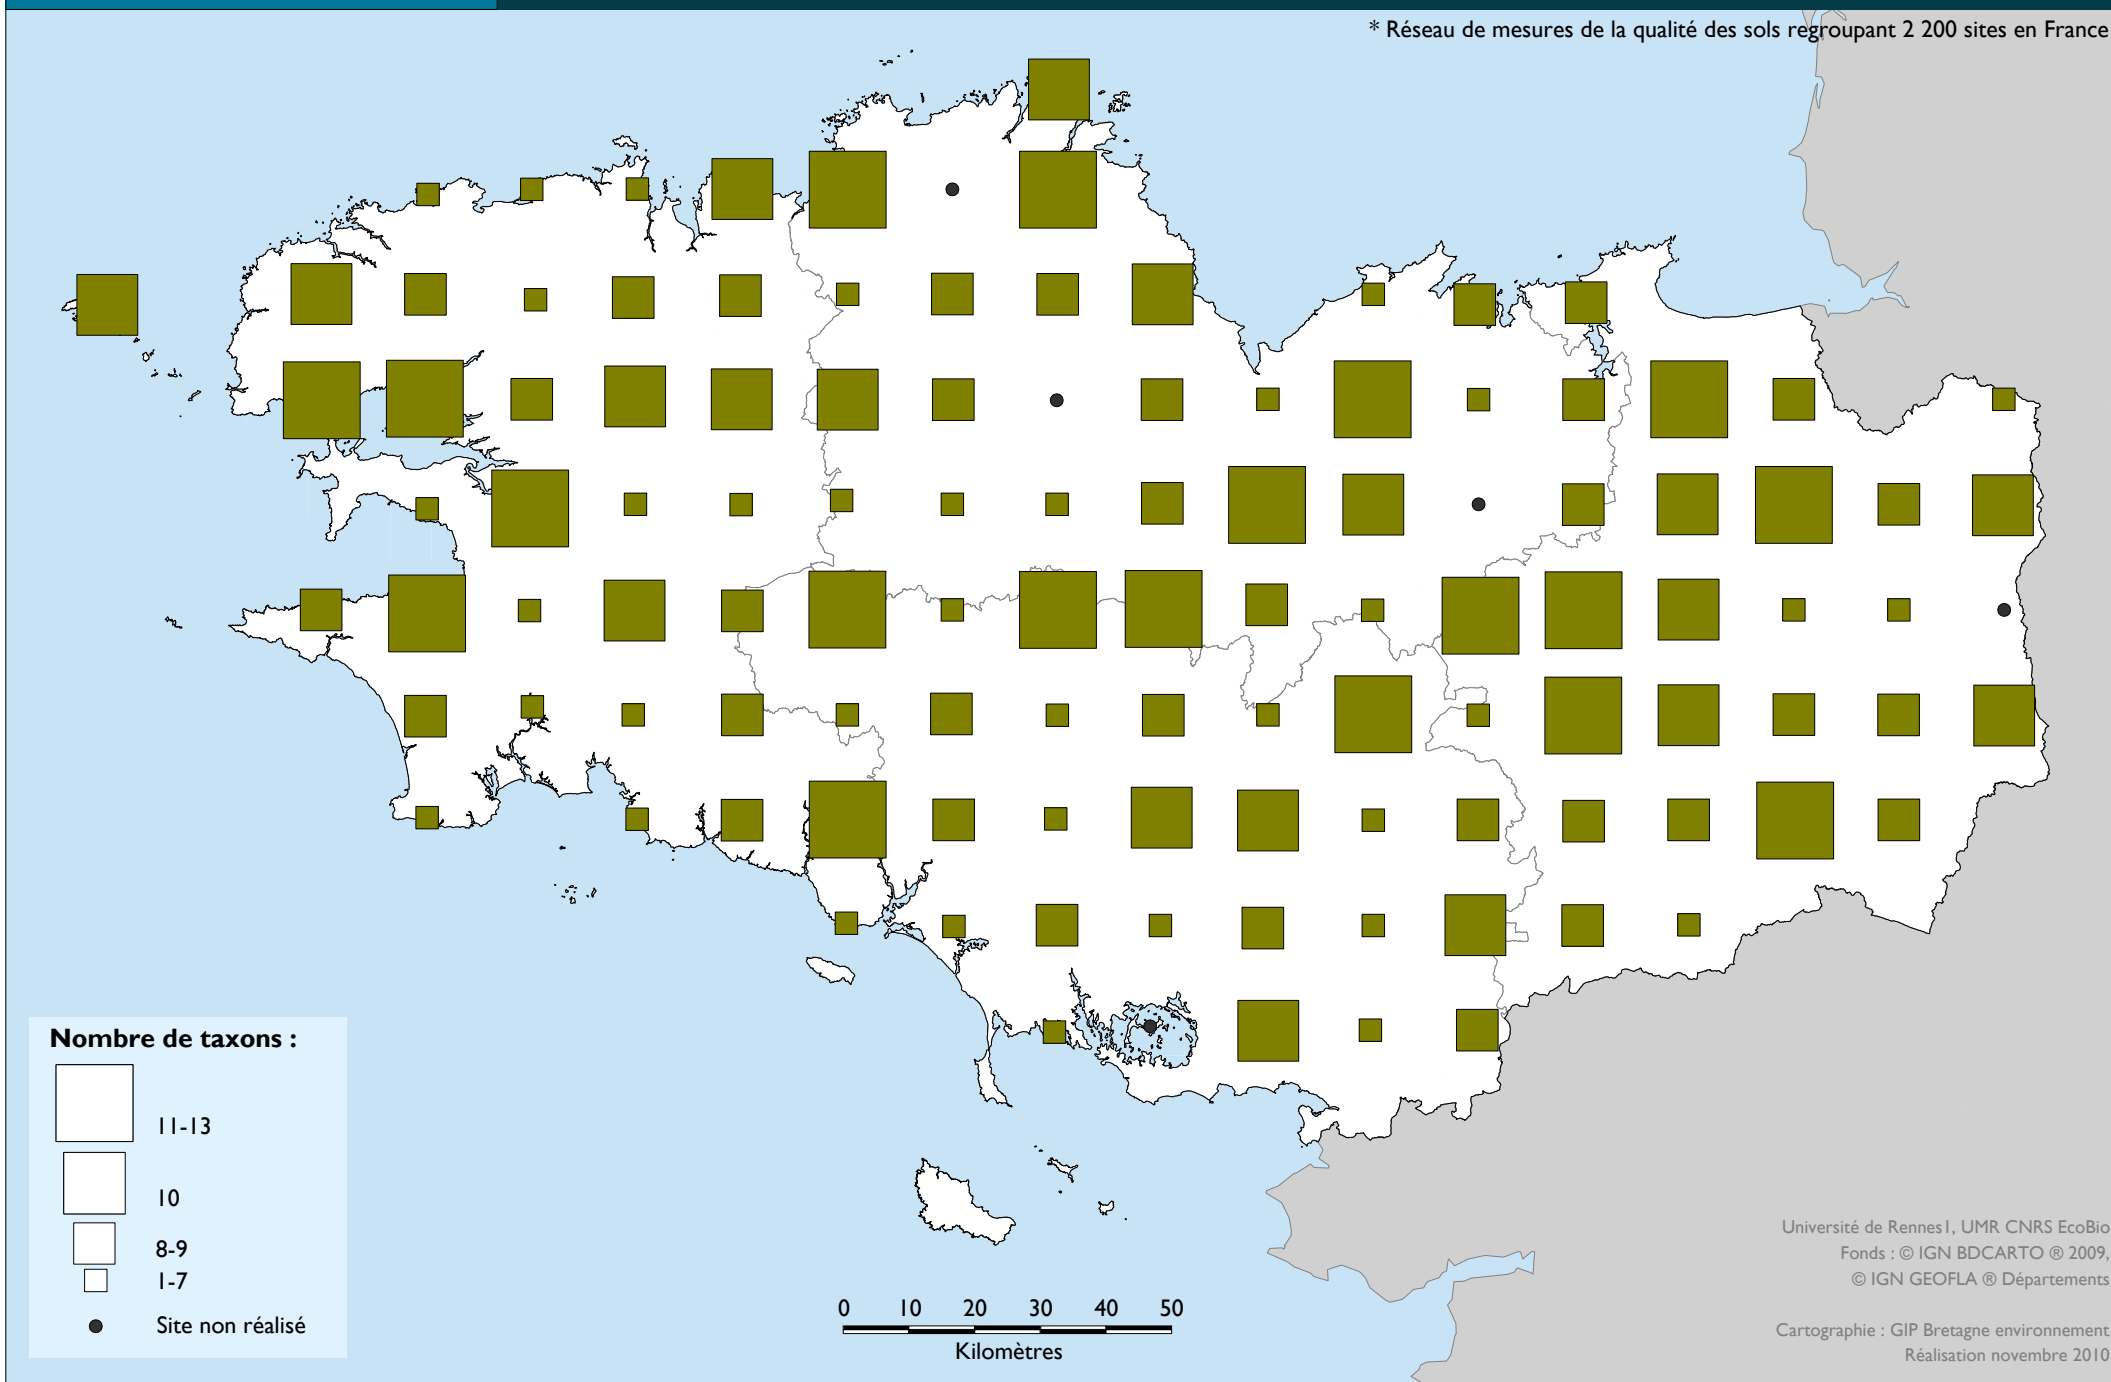 * Réseau de mesures de la qualité des sols regroupant 2 200 sites en France
Nombre de taxons :
11-13
10
8-9
1-7
Site non réalisé
0 10 20 30 40 50
Kilomètres
Université de Rennes1, UMR CNRS EcoBio
Fonds : © IGN BDCARTO ® 2009,
© IGN GEOFLA ® Départements
Cartographie : GIP Bretagne environnement
Réalisation novembre 2010